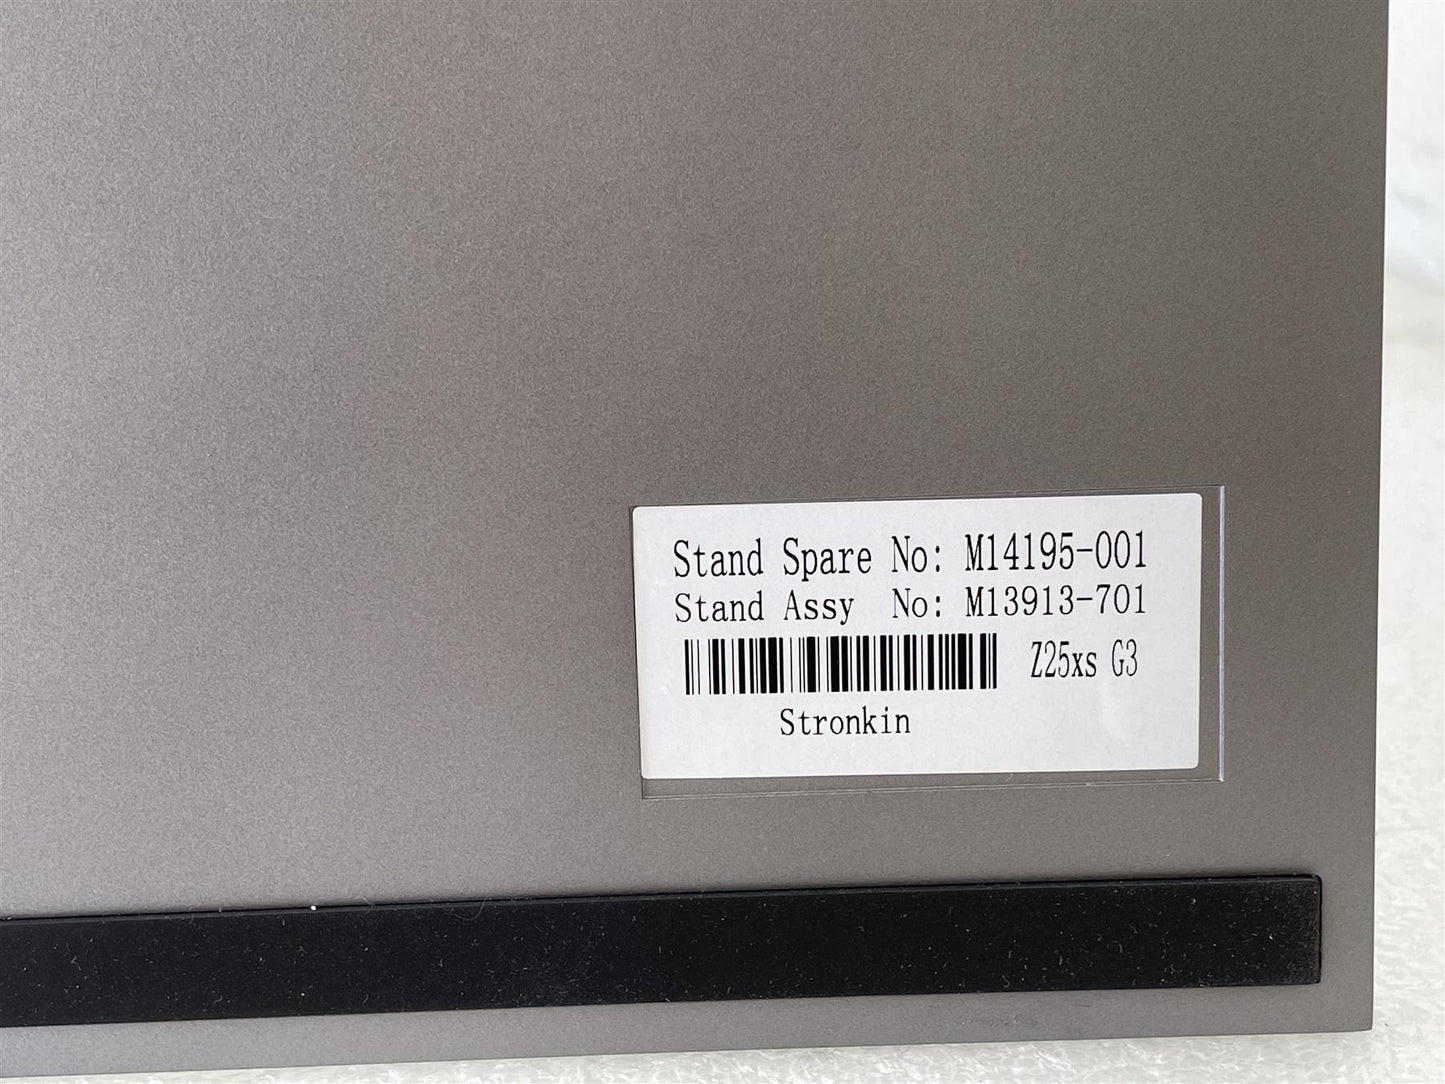 Stand Spare No: M14195-001
Stand Assy No: M13913-701
Z25xs G3
Stronkin